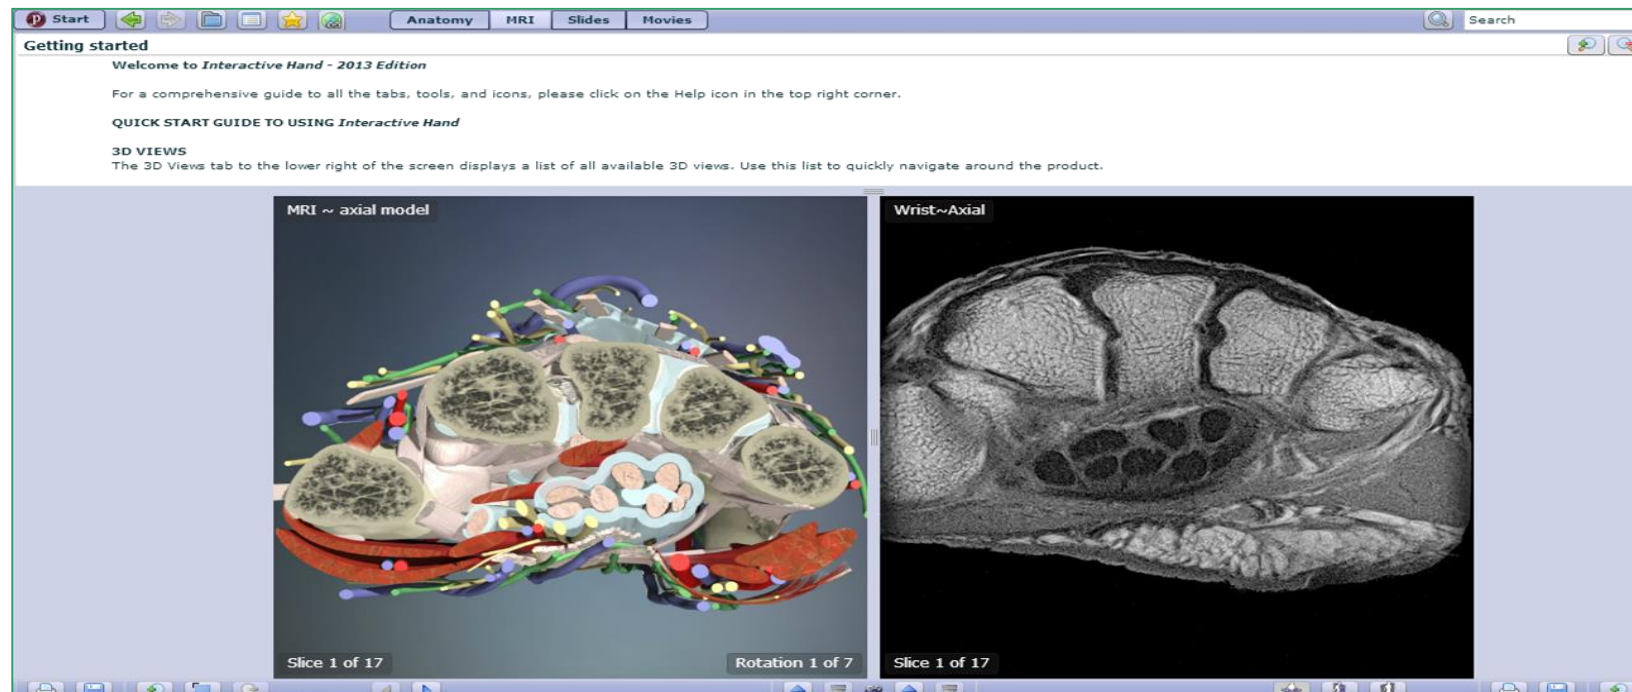 Start
Anatomy MRI Slides Movies
Search
Getting started
Welcome to Interactive Hand - 2013 Edition
For a comprehensive guide to all the tabs, tools, and icons, please click on the Help icon in the top right corner.
QUICK START GUIDE TO USING Interactive Hand
3D VIEWS
The 3D Views tab to the lower right of the screen displays a list of all available 3D views. Use this list to quickly navigate around the product.
MRI ~ axial model
Wrist~Axial
Slice 1 of 17
Rotation 1 of 7
Slice 1 of 17